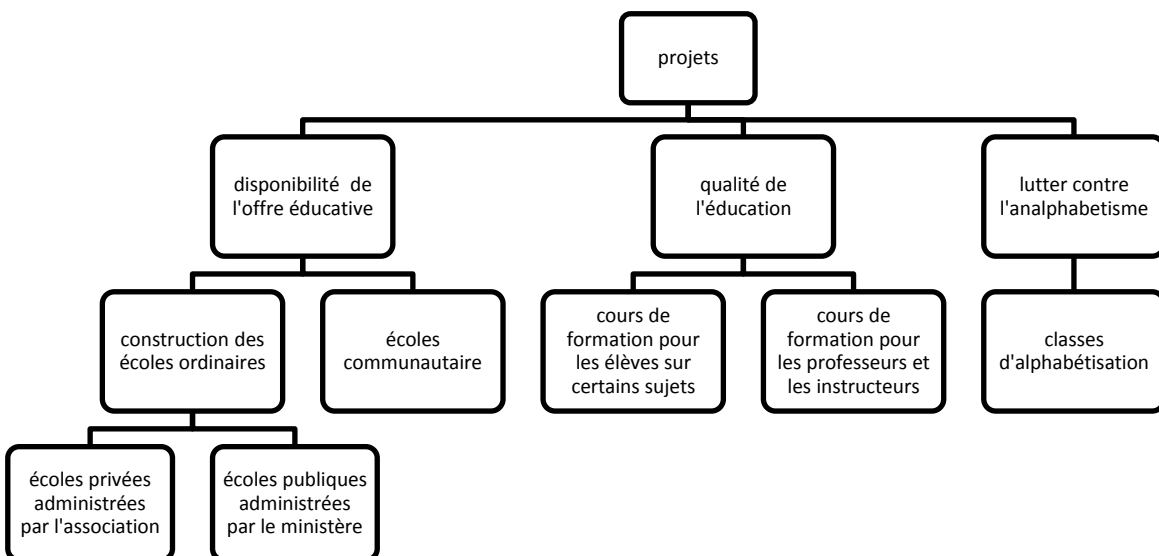 projets
disponibilité de
l'offre éducative
qualité de
l'éducation
lutter contre
l'analphabetisme
construction des
écoles ordinaires
écoles
communautaire
cours de
formation pour
les élèves sur
certains sujets
cours de
formation pour
les professeurs et
les instructeurs
classes
d'alphabétisation
écoles privées
administrées
par l'association
écoles publiques
administrées
par le ministère